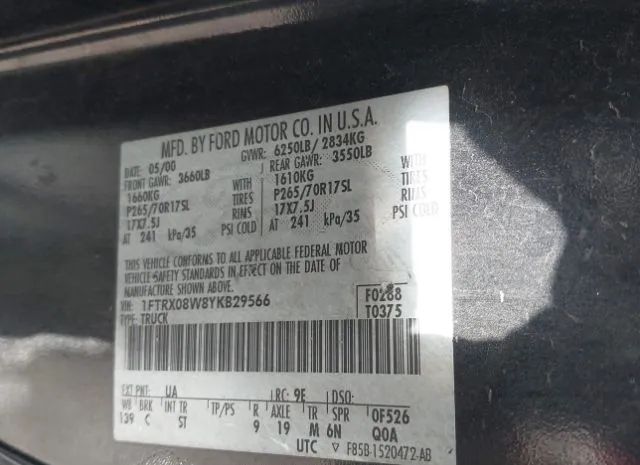 MFD. BY FORD MOTOR CO. IN U.S.A.
DATE: 05/00 GVWR: 6250LB/ 2834KG
FRONT GAWR: 3660LB REAR GAWR: 3550LB
1660KG WITH 1610KG WITH
P265/70R17SL TIRES P265/70R17SL TIRES
17X7.5J RIMS 17X7.5J RIMS
AT 241 kPa/35 PSI COLD AT 241 kPa/35 PSI COLD
THIS VEHICLE CONFORMS TO ALL APPLICABLE FEDERAL MOTOR
VEHICLE SAFETY STANDARDS IN EFFECT ON THE DATE OF
MANUFACTURE SHOWN ABOVE.
VIN: 1FTRX08W8YKB29566 F0288
TYPE: TRUCK T0375
EXT PNT: UA RC: 9E DSO:
WB BRK INT TR TP/PS R AXLE TR SPR 0F526
139 C ST 9 19 M 6N Q0A
UTC ▽ F85B-1520472-AB